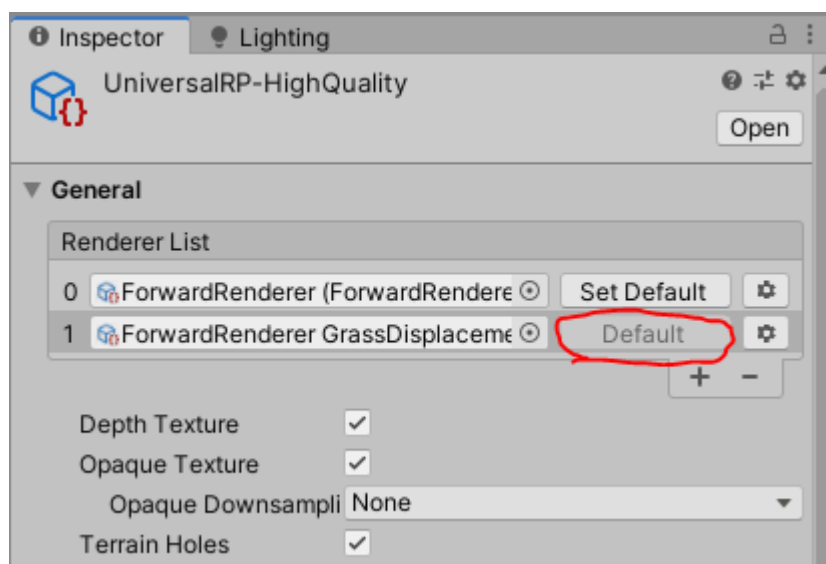 Inspector Lighting
UniversalRP-HighQuality
Open
General
Renderer List
0 ForwardRenderer (ForwardRendere Set Default
1 ForwardRenderer GrassDisplaceme Default
+ −
Depth Texture
Opaque Texture
Opaque Downsampli None
Terrain Holes